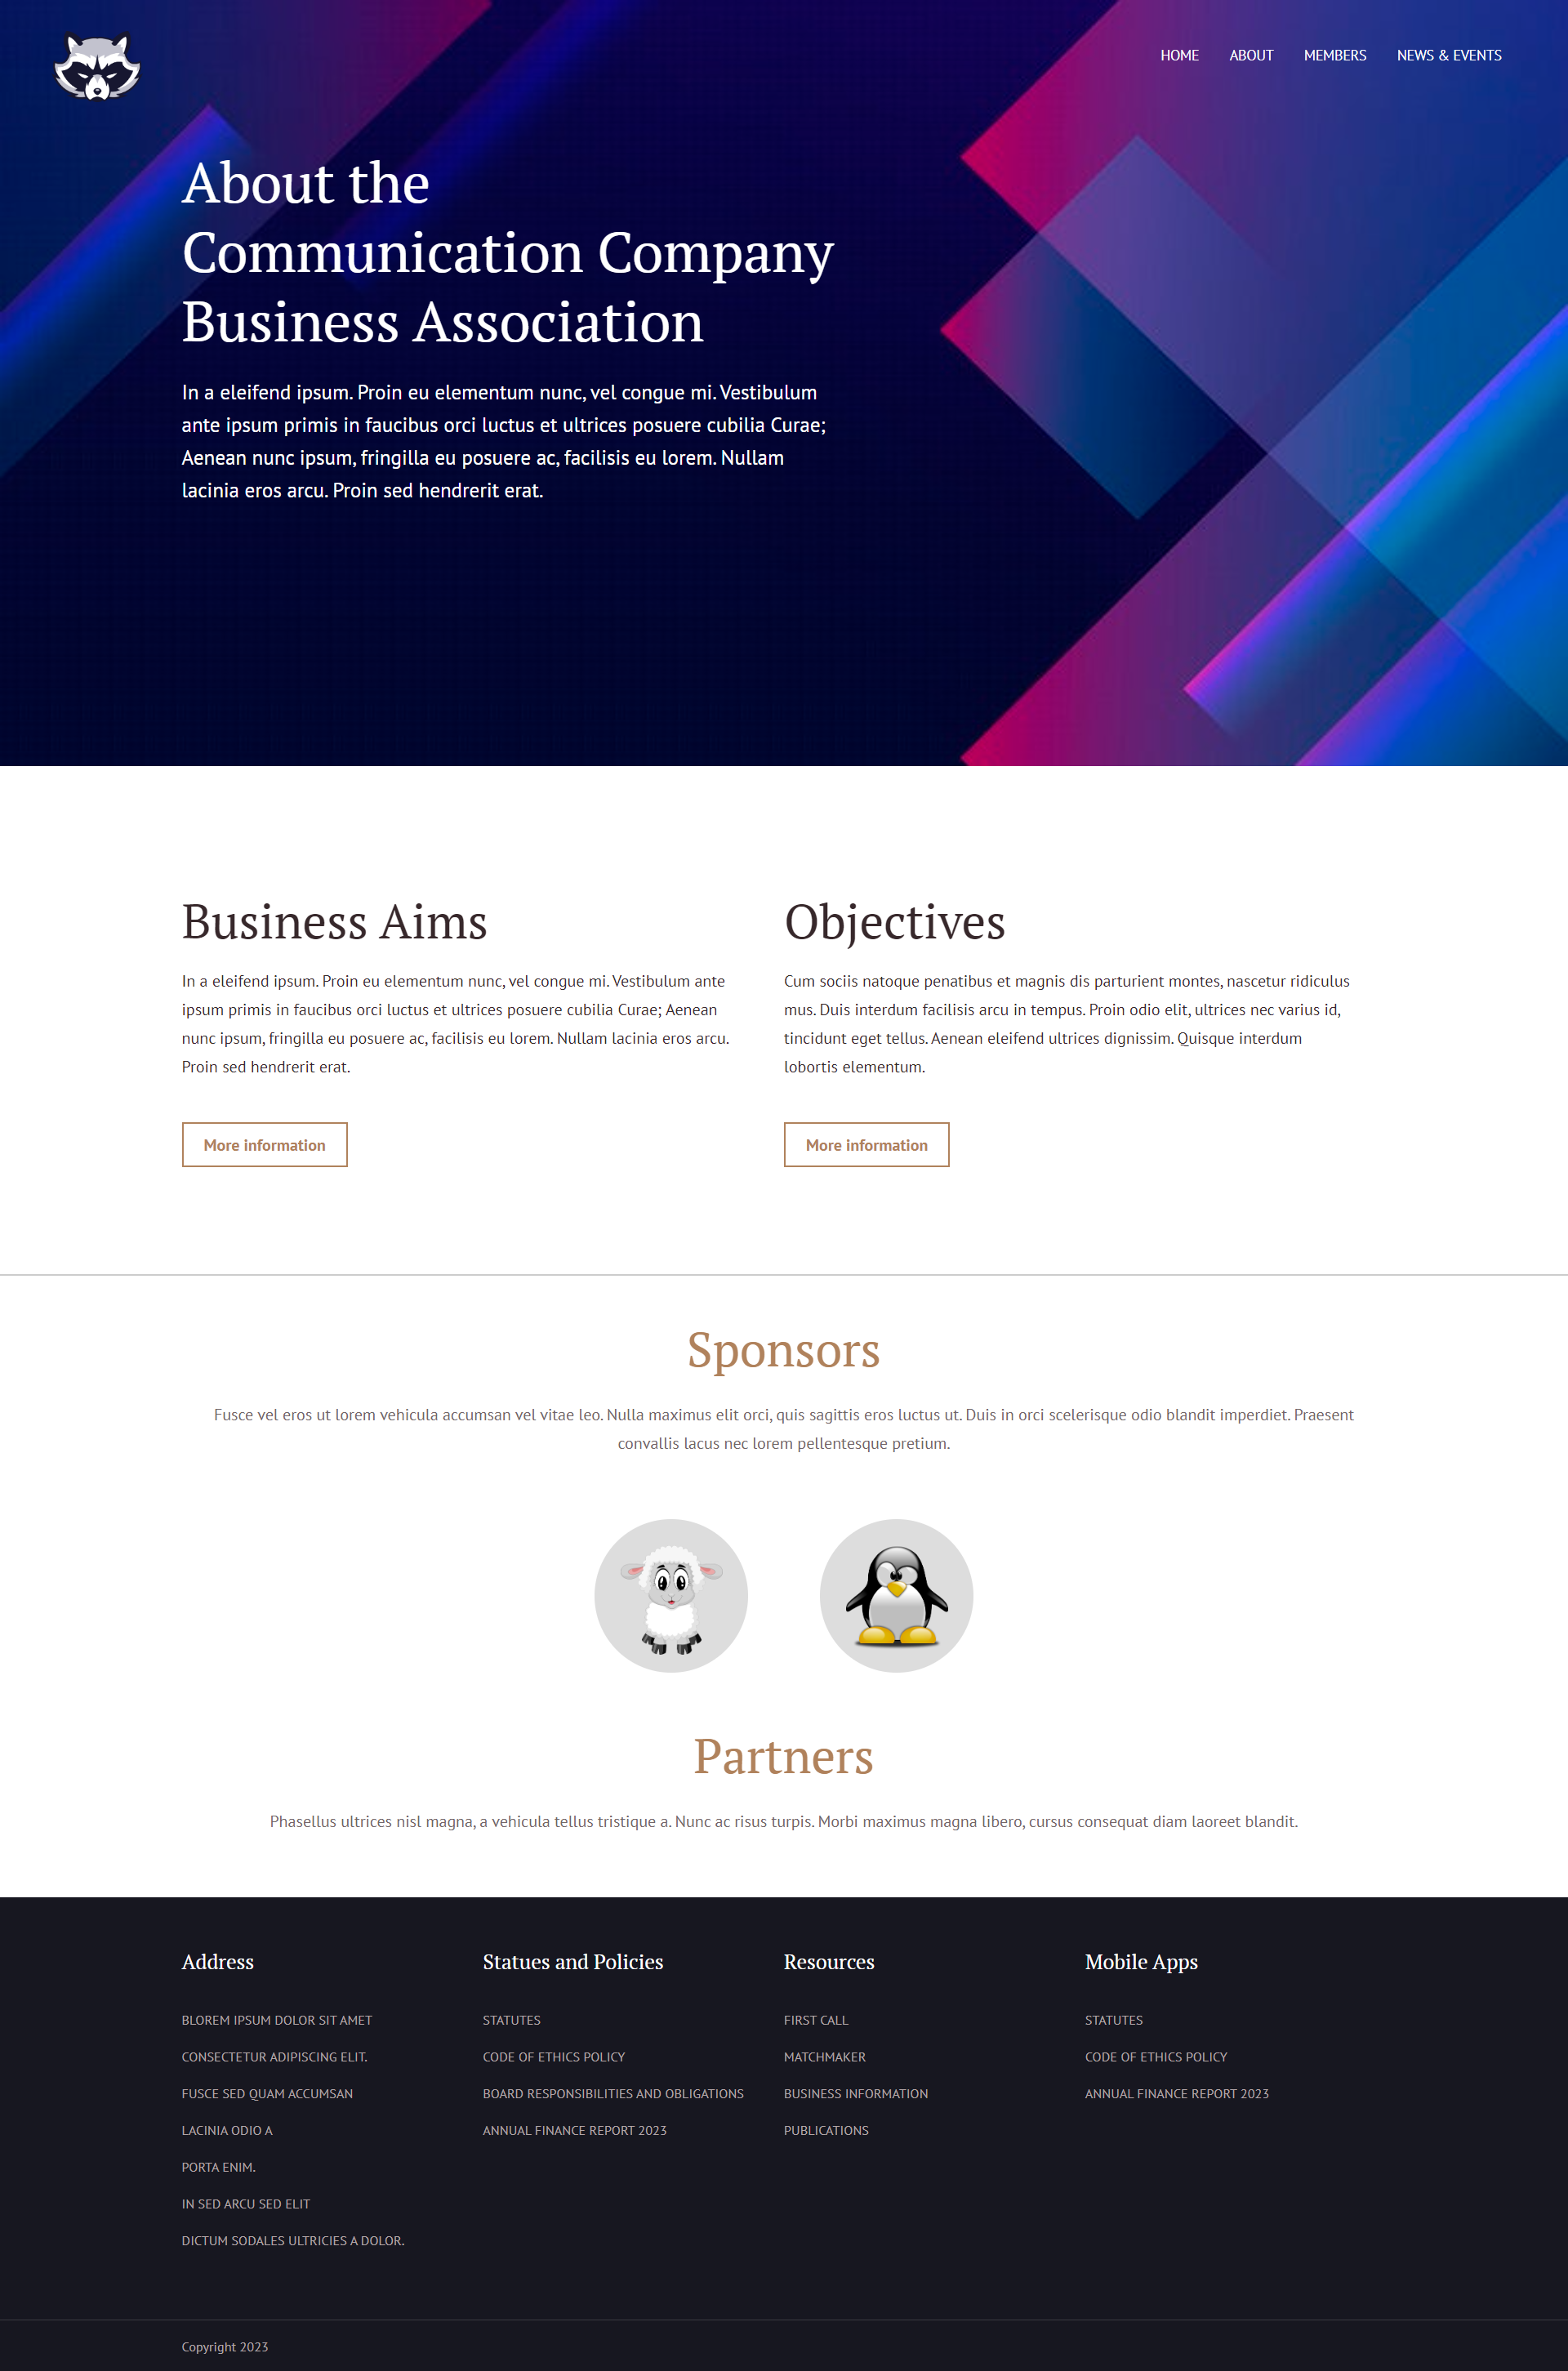 HOME ABOUT MEMBERS NEWS & EVENTS
About the
Communication Company
Business Association
In a eleifend ipsum. Proin eu elementum nunc, vel congue mi. Vestibulum
ante ipsum primis in faucibus orci luctus et ultrices posuere cubilia Curae;
Aenean nunc ipsum, fringilla eu posuere ac, facilisis eu lorem. Nullam
lacinia eros arcu. Proin sed hendrerit erat.
Business Aims
In a eleifend ipsum. Proin eu elementum nunc, vel congue mi. Vestibulum ante
ipsum primis in faucibus orci luctus et ultrices posuere cubilia Curae; Aenean
nunc ipsum, fringilla eu posuere ac, facilisis eu lorem. Nullam lacinia eros arcu.
Proin sed hendrerit erat.
More information
Objectives
Cum sociis natoque penatibus et magnis dis parturient montes, nascetur ridiculus
mus. Duis interdum facilisis arcu in tempus. Proin odio elit, ultrices nec varius id,
tincidunt eget tellus. Aenean eleifend ultrices dignissim. Quisque interdum
lobortis elementum.
More information
Sponsors
Fusce vel eros ut lorem vehicula accumsan vel vitae leo. Nulla maximus elit orci, quis sagittis eros luctus ut. Duis in orci scelerisque odio blandit imperdiet. Praesent
convallis lacus nec lorem pellentesque pretium.
Partners
Phasellus ultrices nisl magna, a vehicula tellus tristique a. Nunc ac risus turpis. Morbi maximus magna libero, cursus consequat diam laoreet blandit.
Address
BLOREM IPSUM DOLOR SIT AMET
CONSECTETUR ADIPISCING ELIT.
FUSCE SED QUAM ACCUMSAN
LACINIA ODIO A
PORTA ENIM.
IN SED ARCU SED ELIT
DICTUM SODALES ULTRICIES A DOLOR.
Statues and Policies
STATUTES
CODE OF ETHICS POLICY
BOARD RESPONSIBILITIES AND OBLIGATIONS
ANNUAL FINANCE REPORT 2023
Resources
FIRST CALL
MATCHMAKER
BUSINESS INFORMATION
PUBLICATIONS
Mobile Apps
STATUTES
CODE OF ETHICS POLICY
ANNUAL FINANCE REPORT 2023
Copyright 2023